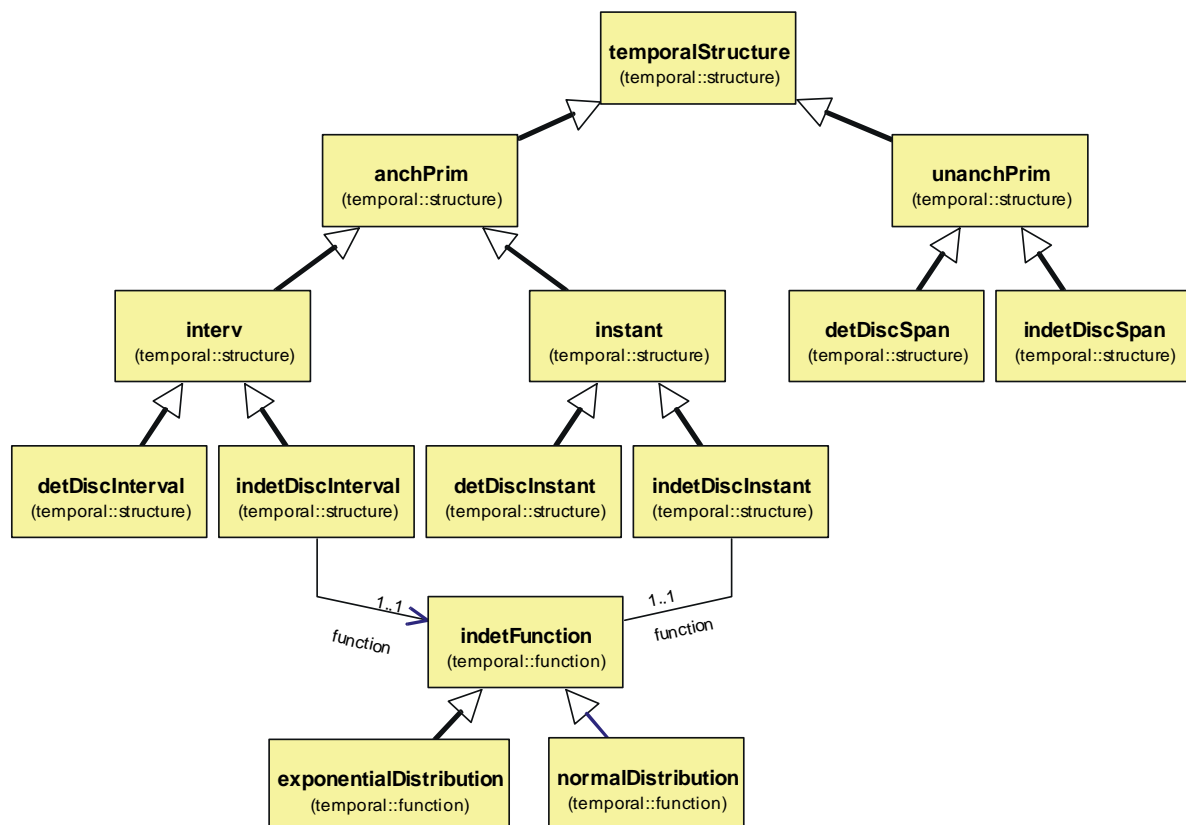 temporalStructure
(temporal::structure)
anchPrim
(temporal::structure)
unanchPrim
(temporal::structure)
interv
(temporal::structure)
instant
(temporal::structure)
detDiscSpan
(temporal::structure)
indetDiscSpan
(temporal::structure)
detDiscInterval
(temporal::structure)
indetDiscInterval
(temporal::structure)
detDiscInstant
(temporal::structure)
indetDiscInstant
(temporal::structure)
1..1
function
1..1
function
indetFunction
(temporal::function)
exponentialDistribution
(temporal::function)
normalDistribution
(temporal::function)